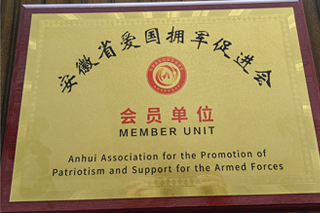 安徽省爱国拥军促进会
会员单位
MEMBER UNIT
Anhui Association for the Promotion of
Patriotism and Support for the Armed Forces